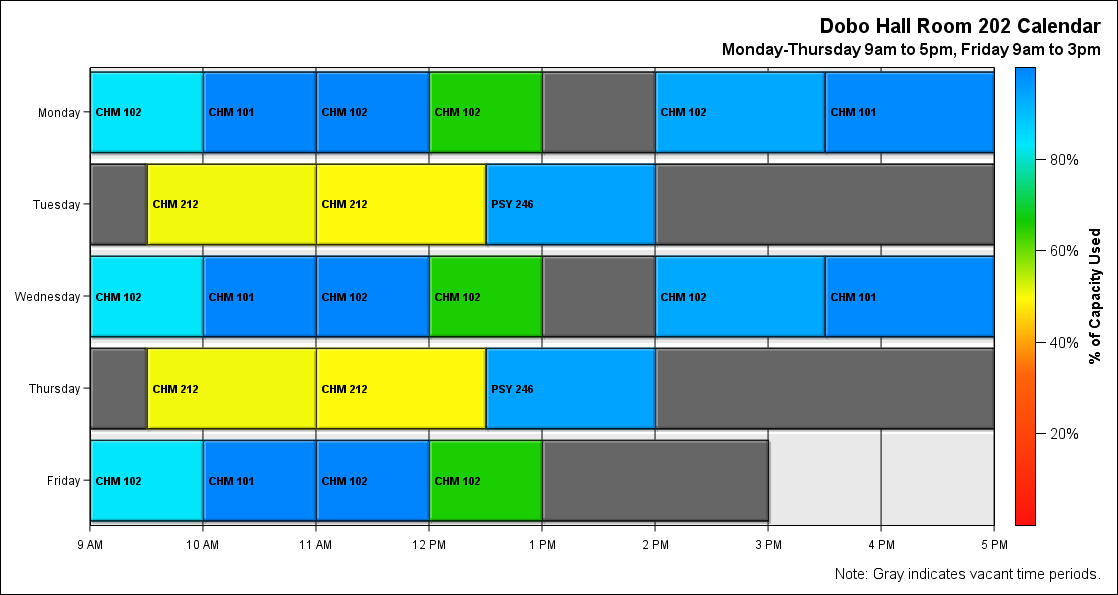 Dobo Hall Room 202 Calendar
Monday-Thursday 9am to 5pm, Friday 9am to 3pm
Monday
CHM 102
CHM 101
CHM 102
CHM 102
CHM 102
CHM 101
Tuesday
CHM 212
CHM 212
PSY 246
Wednesday
CHM 102
CHM 101
CHM 102
CHM 102
CHM 102
CHM 101
Thursday
CHM 212
CHM 212
PSY 246
Friday
CHM 102
CHM 101
CHM 102
CHM 102
9 AM
10 AM
11 AM
12 PM
1 PM
2 PM
3 PM
4 PM
5 PM
80%
60%
40%
20%
% of Capacity Used
Note: Gray indicates vacant time periods.